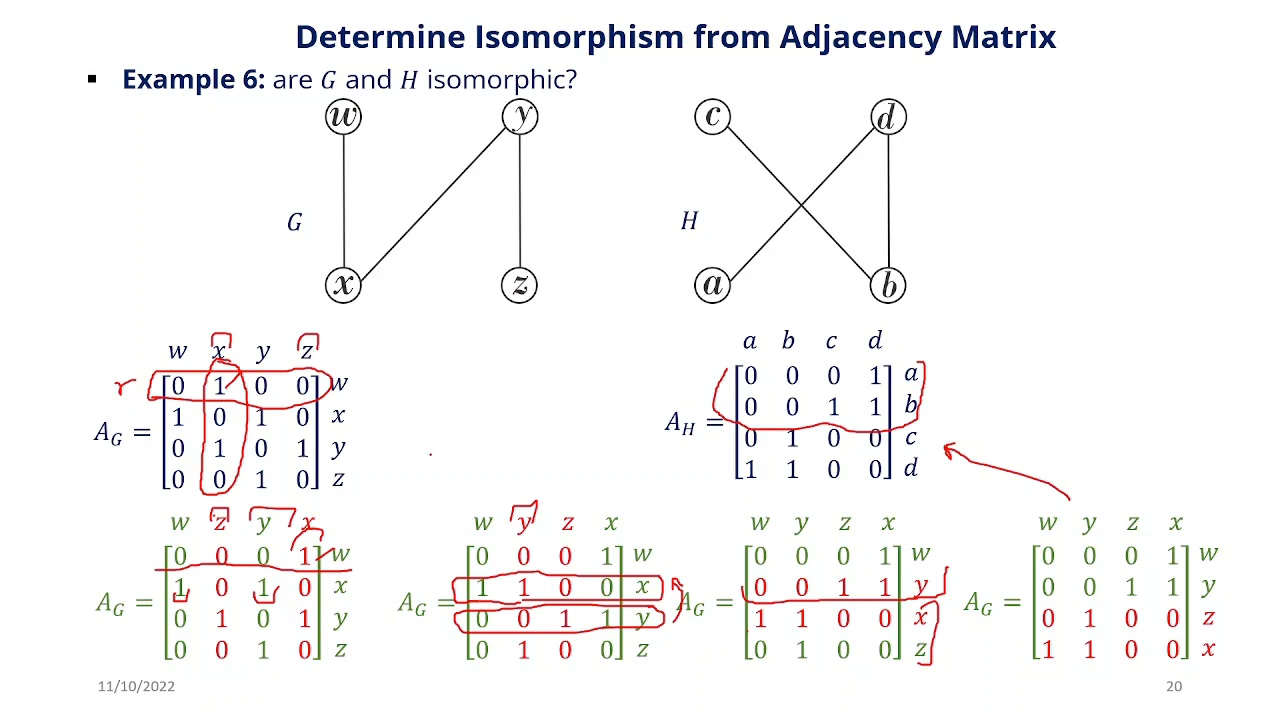 Determine Isomorphism from Adjacency Matrix
▪ Example 6: are G and H isomorphic?
w y c d
G H
x z a b
w x y z
r [0 1 0 0] w
[1 0 1 0] x
A_G =
[0 1 0 1] y
[0 0 1 0] z
a b c d
[0 0 0 1] a
[0 0 1 1] b
A_H =
[0 1 0 0] c
[1 1 0 0] d
w z y x
[0 0 0 1] w
[1 0 1 0] x
A_G =
[0 1 0 1] y
[0 0 1 0] z
w y z x
[0 0 0 1] w
[1 1 0 0] x
A_G =
[0 0 1 1] y
[0 1 0 0] z
w y z x
[0 0 0 1] w
[0 0 1 1] y
A_G =
[1 1 0 0] x
[0 1 0 0] z
w y z x
[0 0 0 1] w
[0 0 1 1] y
A_G =
[0 1 0 0] z
[1 1 0 0] x
11/10/2022 20